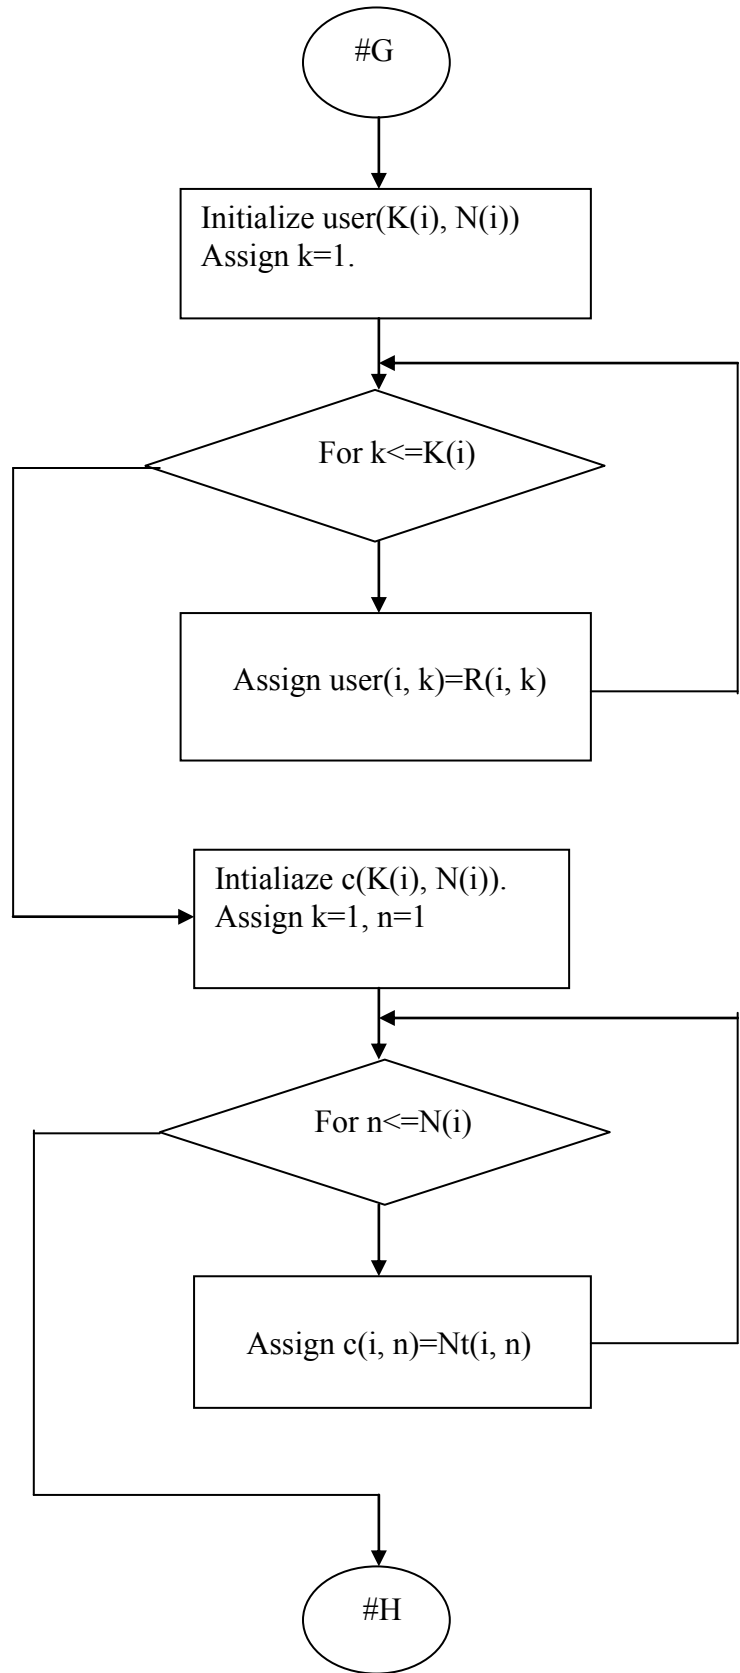 #G
Initialize user(K(i), N(i))
Assign k=1.
For k<=K(i)
Assign user(i, k)=R(i, k)
Intialiaze c(K(i), N(i)).
Assign k=1, n=1
For n<=N(i)
Assign c(i, n)=Nt(i, n)
#H